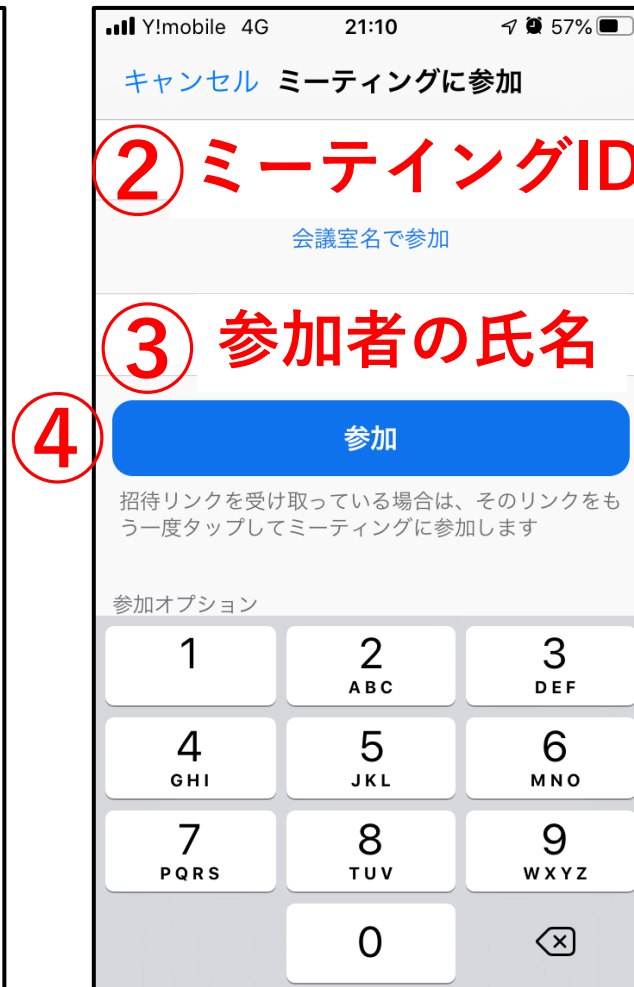 Y!mobile 4G 21:10 57%
キャンセル ミーティングに参加
② ミーテイングID
会議室名で参加
③ 参加者の氏名
④ 参加
招待リンクを受け取っている場合は、そのリンクをも
う一度タップしてミーティングに参加します
参加オプション
1 2 3
ABC DEF
4 5 6
GHI JKL MNO
7 8 9
PQRS TUV WXYZ
0